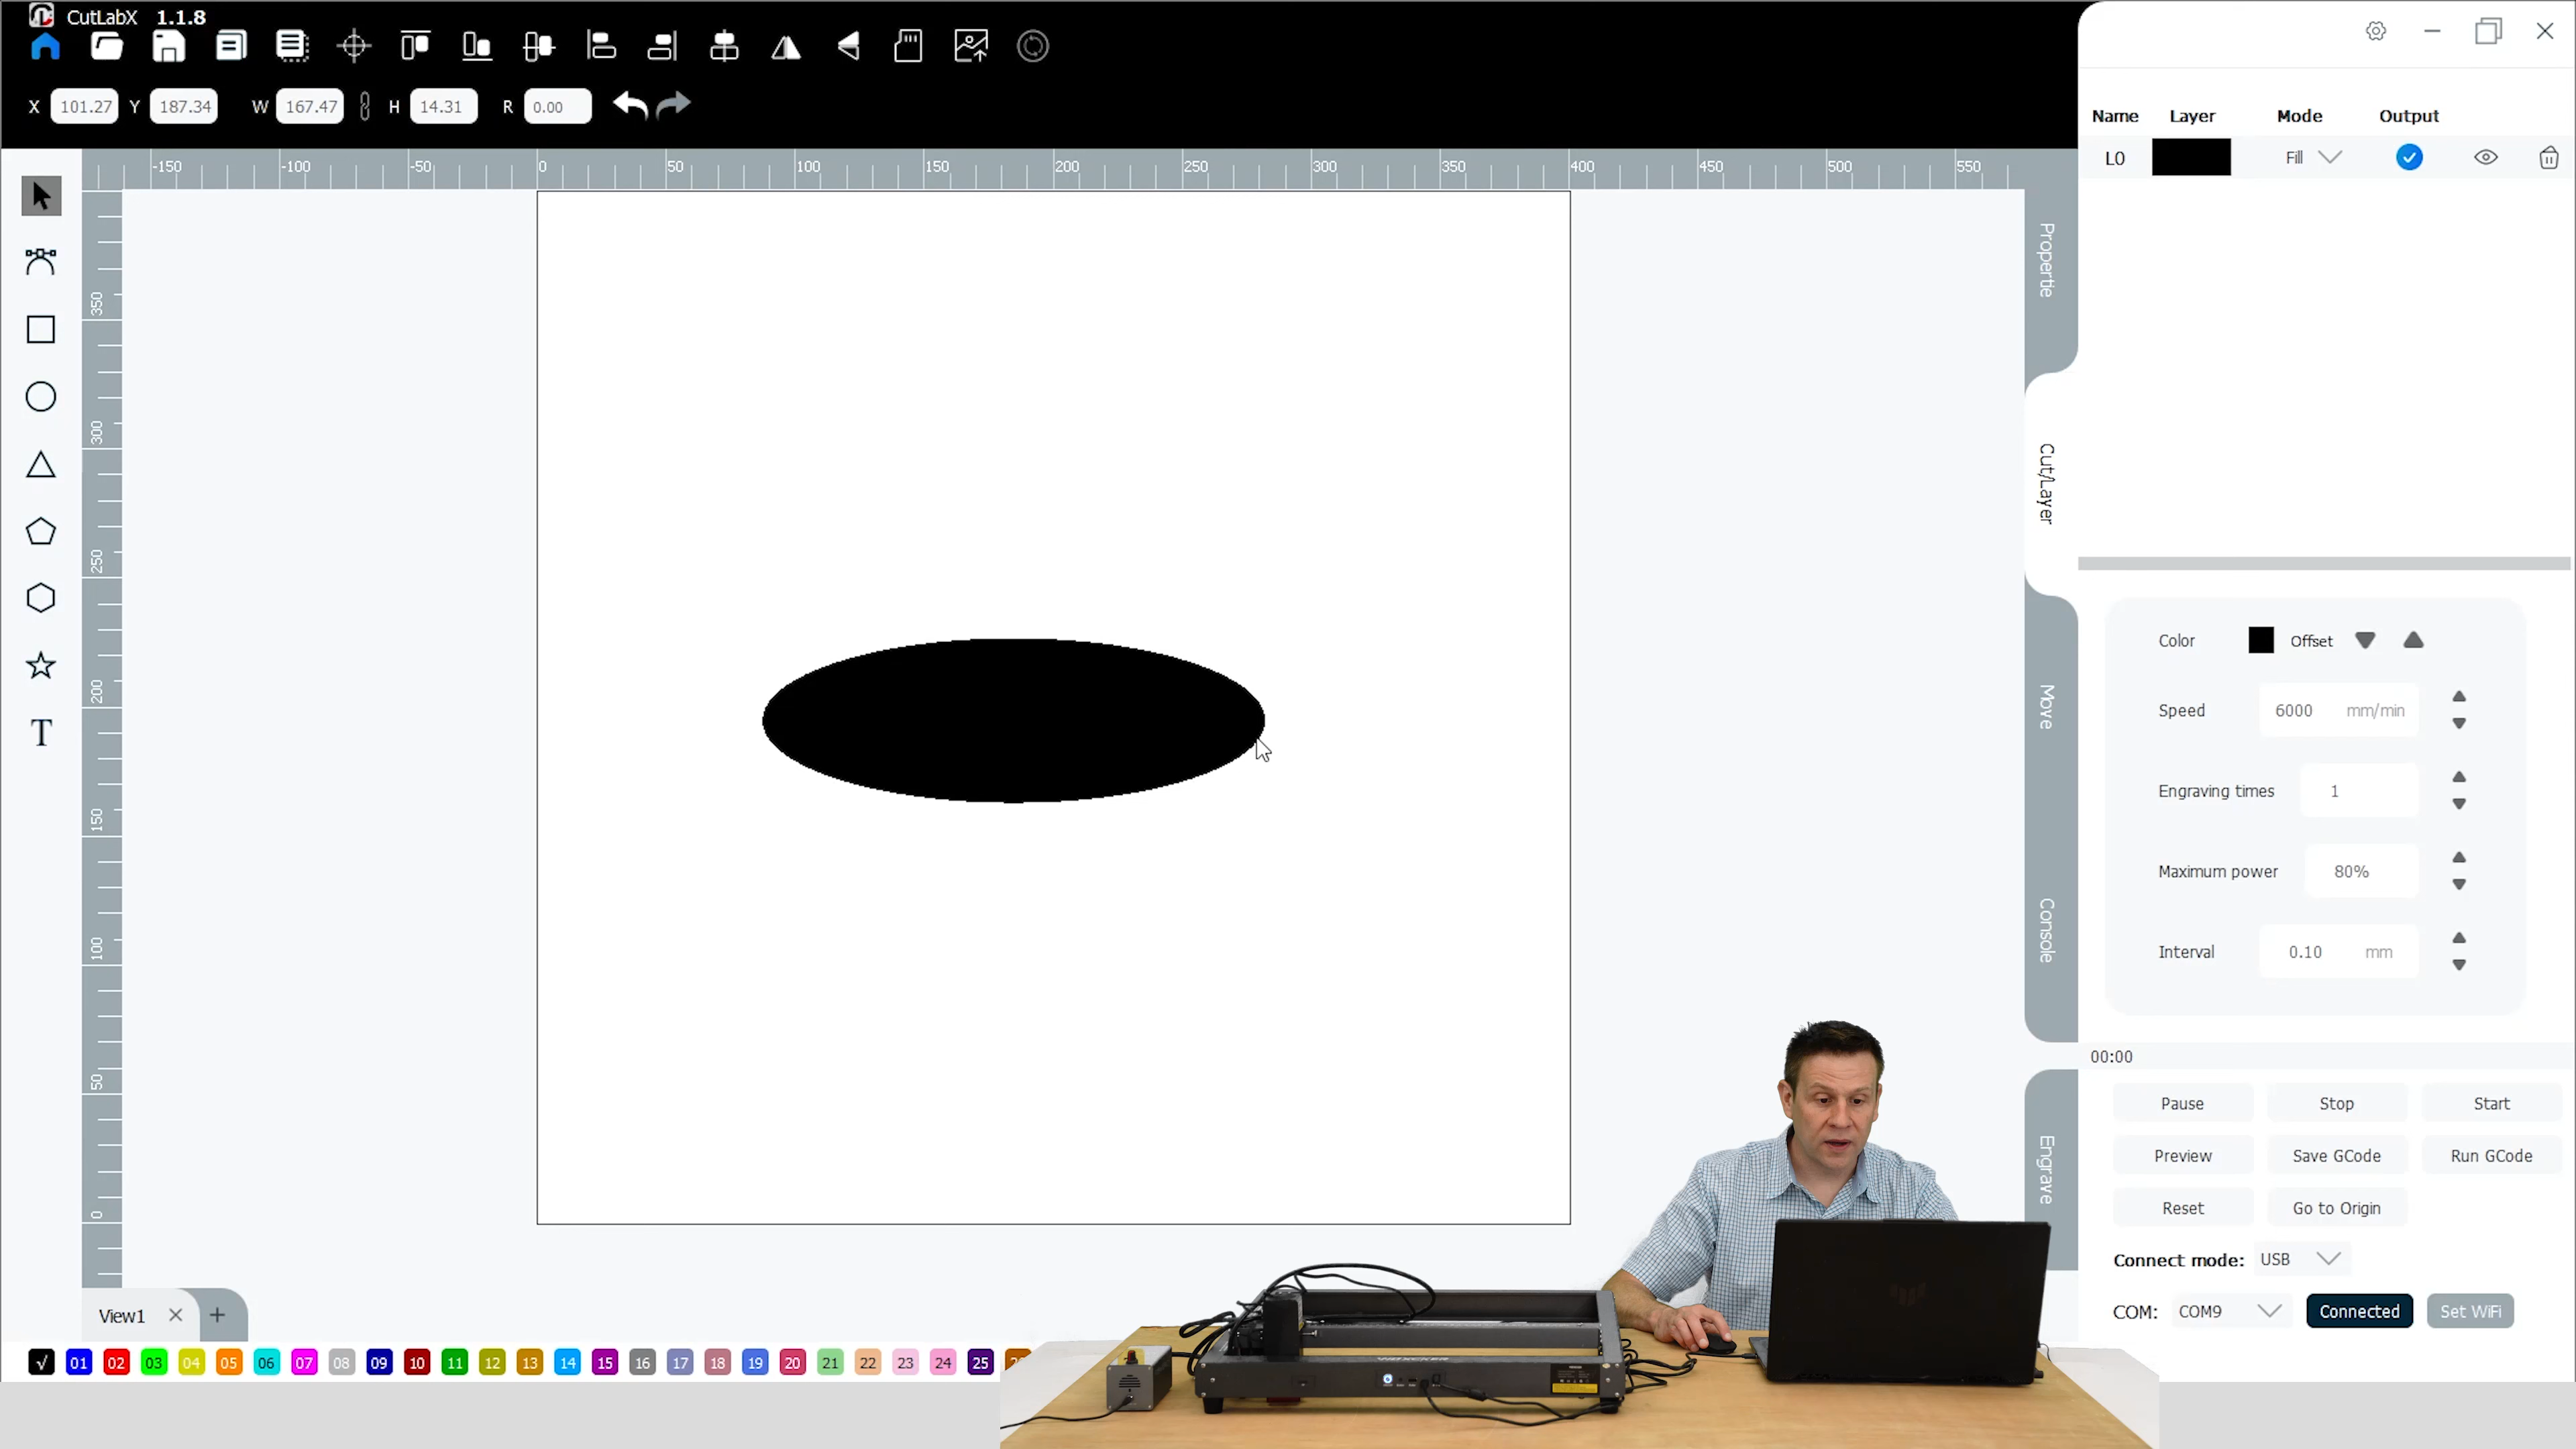 CutLabX 1.1.8
X 101.27 Y 187.34 W 167.47 H 14.31 R 0.00
-150 -100 -50 0 50 100 150 200 250 300 350 400 450 500 550
350
300
250
200
150
100
50
0
T
View1
√ 01 02 03 04 05 06 07 08 09 10 11 12 13 14 15 16 17 18 19 20 21 22 23 24 25
Propertie
Cut/Layer
Move
Console
Engrave
Name Layer Mode Output
L0 Fill
Color Offset
Speed 6000 mm/min
Engraving times 1
Maximum power 80%
Interval 0.10 mm
00:00
Pause Stop Start
Preview Save GCode Run GCode
Reset Go to Origin
Connect mode: USB
COM: COM9 Connected Set WiFi